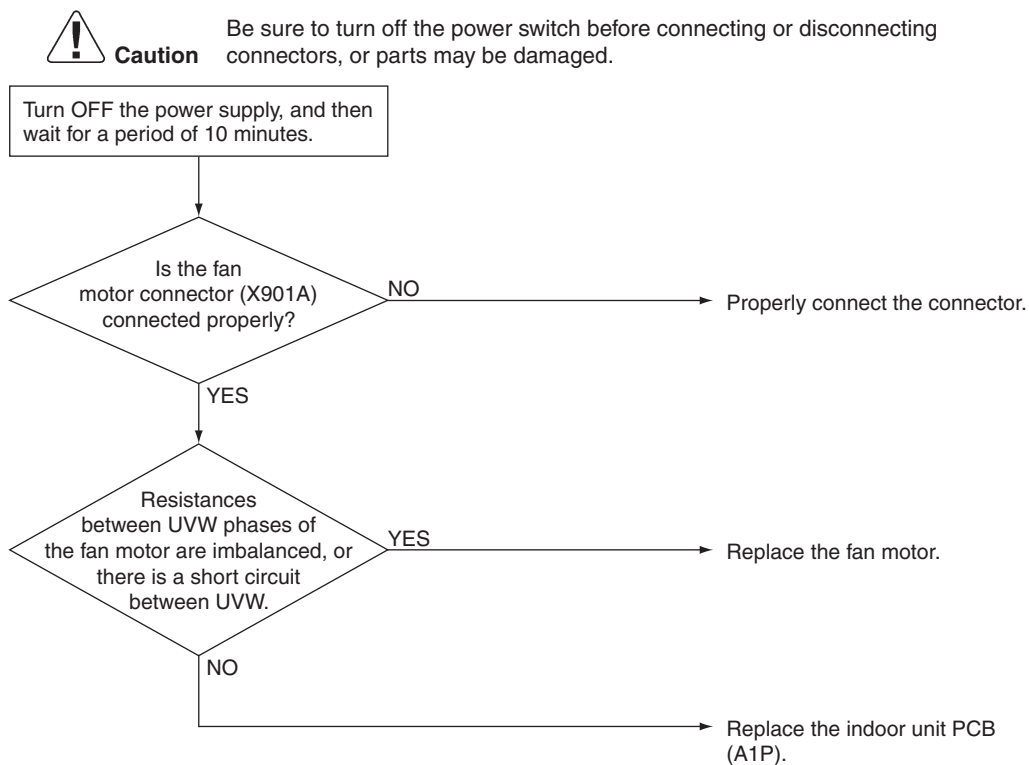 Be sure to turn off the power switch before connecting or disconnecting
Caution connectors, or parts may be damaged.
Turn OFF the power supply, and then
wait for a period of 10 minutes.
Is the fan
motor connector (X901A)
connected properly?
NO
Properly connect the connector.
YES
Resistances
between UVW phases of
the fan motor are imbalanced, or
there is a short circuit
between UVW.
YES
Replace the fan motor.
NO
Replace the indoor unit PCB
(A1P).